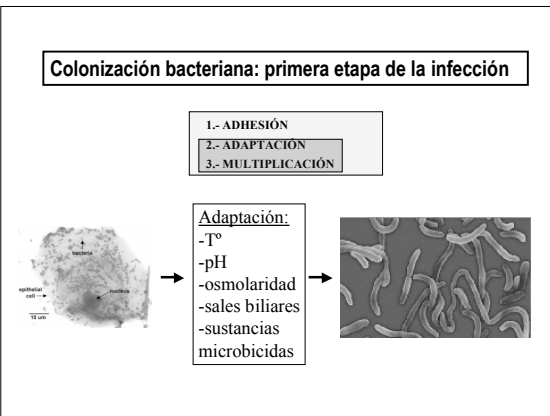 Colonización bacteriana: primera etapa de la infección
1.- ADHESIÓN
2.- ADAPTACIÓN
3.- MULTIPLICACIÓN
bacteria
nucleus
epithelial
cell
10 um
Adaptación:
-Tº
-pH
-osmolaridad
-sales biliares
-sustancias
microbicidas